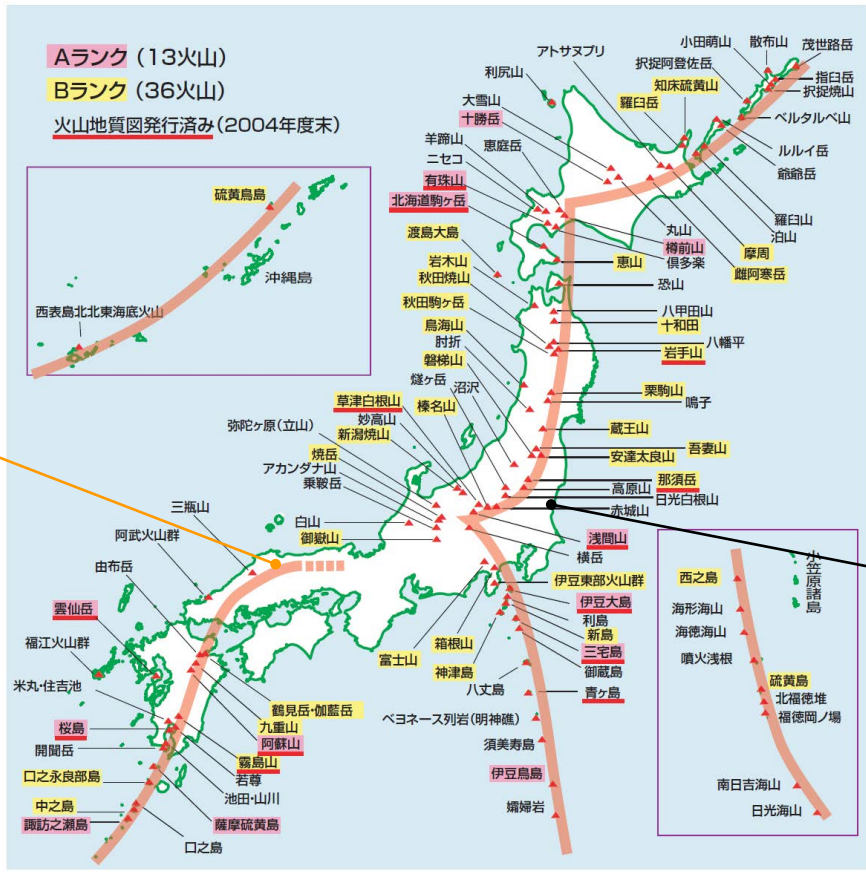 Aランク (13火山)
Bランク (36火山)
火山地質図発行済み(2004年度末)
硫黄鳥島
沖縄島
西表島北北東海底火山
アトサヌプリ
利尻山
大雪山
十勝岳
羊蹄山
恵庭岳
ニセコ
有珠山
北海道駒ヶ岳
小田萌山
散布山
茂世路岳
択捉阿登佐岳
指臼岳
知床硫黄山
択捉焼山
羅臼岳
ベルタルベ山
ルルイ岳
爺爺岳
羅臼山
泊山
丸山
摩周
樽前山
雌阿寒岳
倶多楽
渡島大島
恵山
岩木山
恐山
秋田焼山
八甲田山
秋田駒ヶ岳
十和田
鳥海山
八幡平
肘折
岩手山
磐梯山
燧ヶ岳
沼沢
栗駒山
鳴子
草津白根山
榛名山
妙高山
蔵王山
弥陀ヶ原(立山)
新潟焼山
吾妻山
焼岳
安達太良山
アカンダナ山
那須岳
乗鞍岳
高原山
日光白根山
白山
赤城山
御嶽山
浅間山
横岳
三瓶山
阿武火山群
由布岳
雲仙岳
福江火山群
米丸・住吉池
桜島
開聞岳
口之永良部島
中之島
諏訪之瀬島
鶴見岳・伽藍岳
九重山
阿蘇山
霧島山
若尊
池田・山川
薩摩硫黄島
口之島
伊豆東部火山群
伊豆大島
利島
箱根山
新島
富士山
神津島
三宅島
御蔵島
八丈島
青ヶ島
ベヨネース列岩(明神礁)
須美寿島
伊豆鳥島
孀婦岩
小笠原諸島
西之島
海形海山
海徳海山
噴火浅根
硫黄島
北福徳堆
福徳岡ノ場
南日吉海山
日光海山